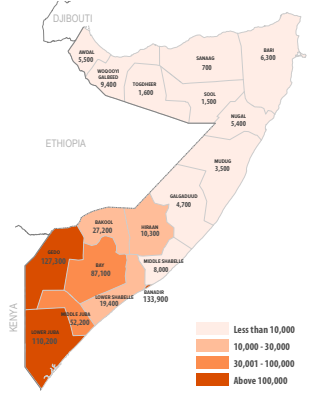 DJIBOUTI
AWDAL
5,500
WOQOOYI
GALBEED
9,400
TOGDHEER
1,600
SANAAG
700
BARI
6,300
SOOL
1,500
NUGAL
5,400
ETHIOPIA
MUDUG
3,500
GALGADUUD
4,700
BAKOOL
27,200
HIRAAN
10,300
GEDO
127,300
BAY
87,100
MIDDLE SHABELLE
8,000
BANADIR
133,900
LOWER SHABELLE
19,400
MIDDLE JUBA
52,200
LOWER JUBA
118,200
KENYA
Less than 10,000
10,000 - 30,000
30,001 - 100,000
Above 100,000